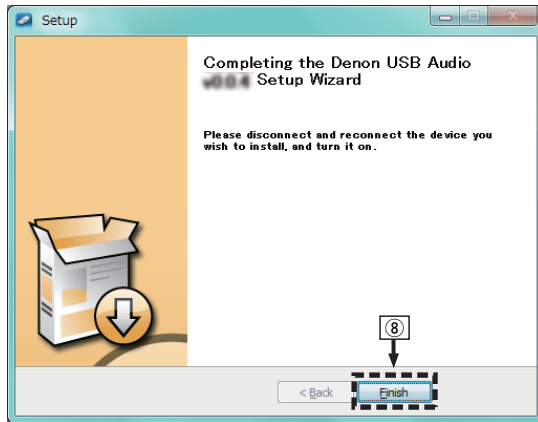 Setup
Completing the Denon USB Audio
Setup Wizard
Please disconnect and reconnect the device you
wish to install, and turn it on.
⑧
< Back
Finish